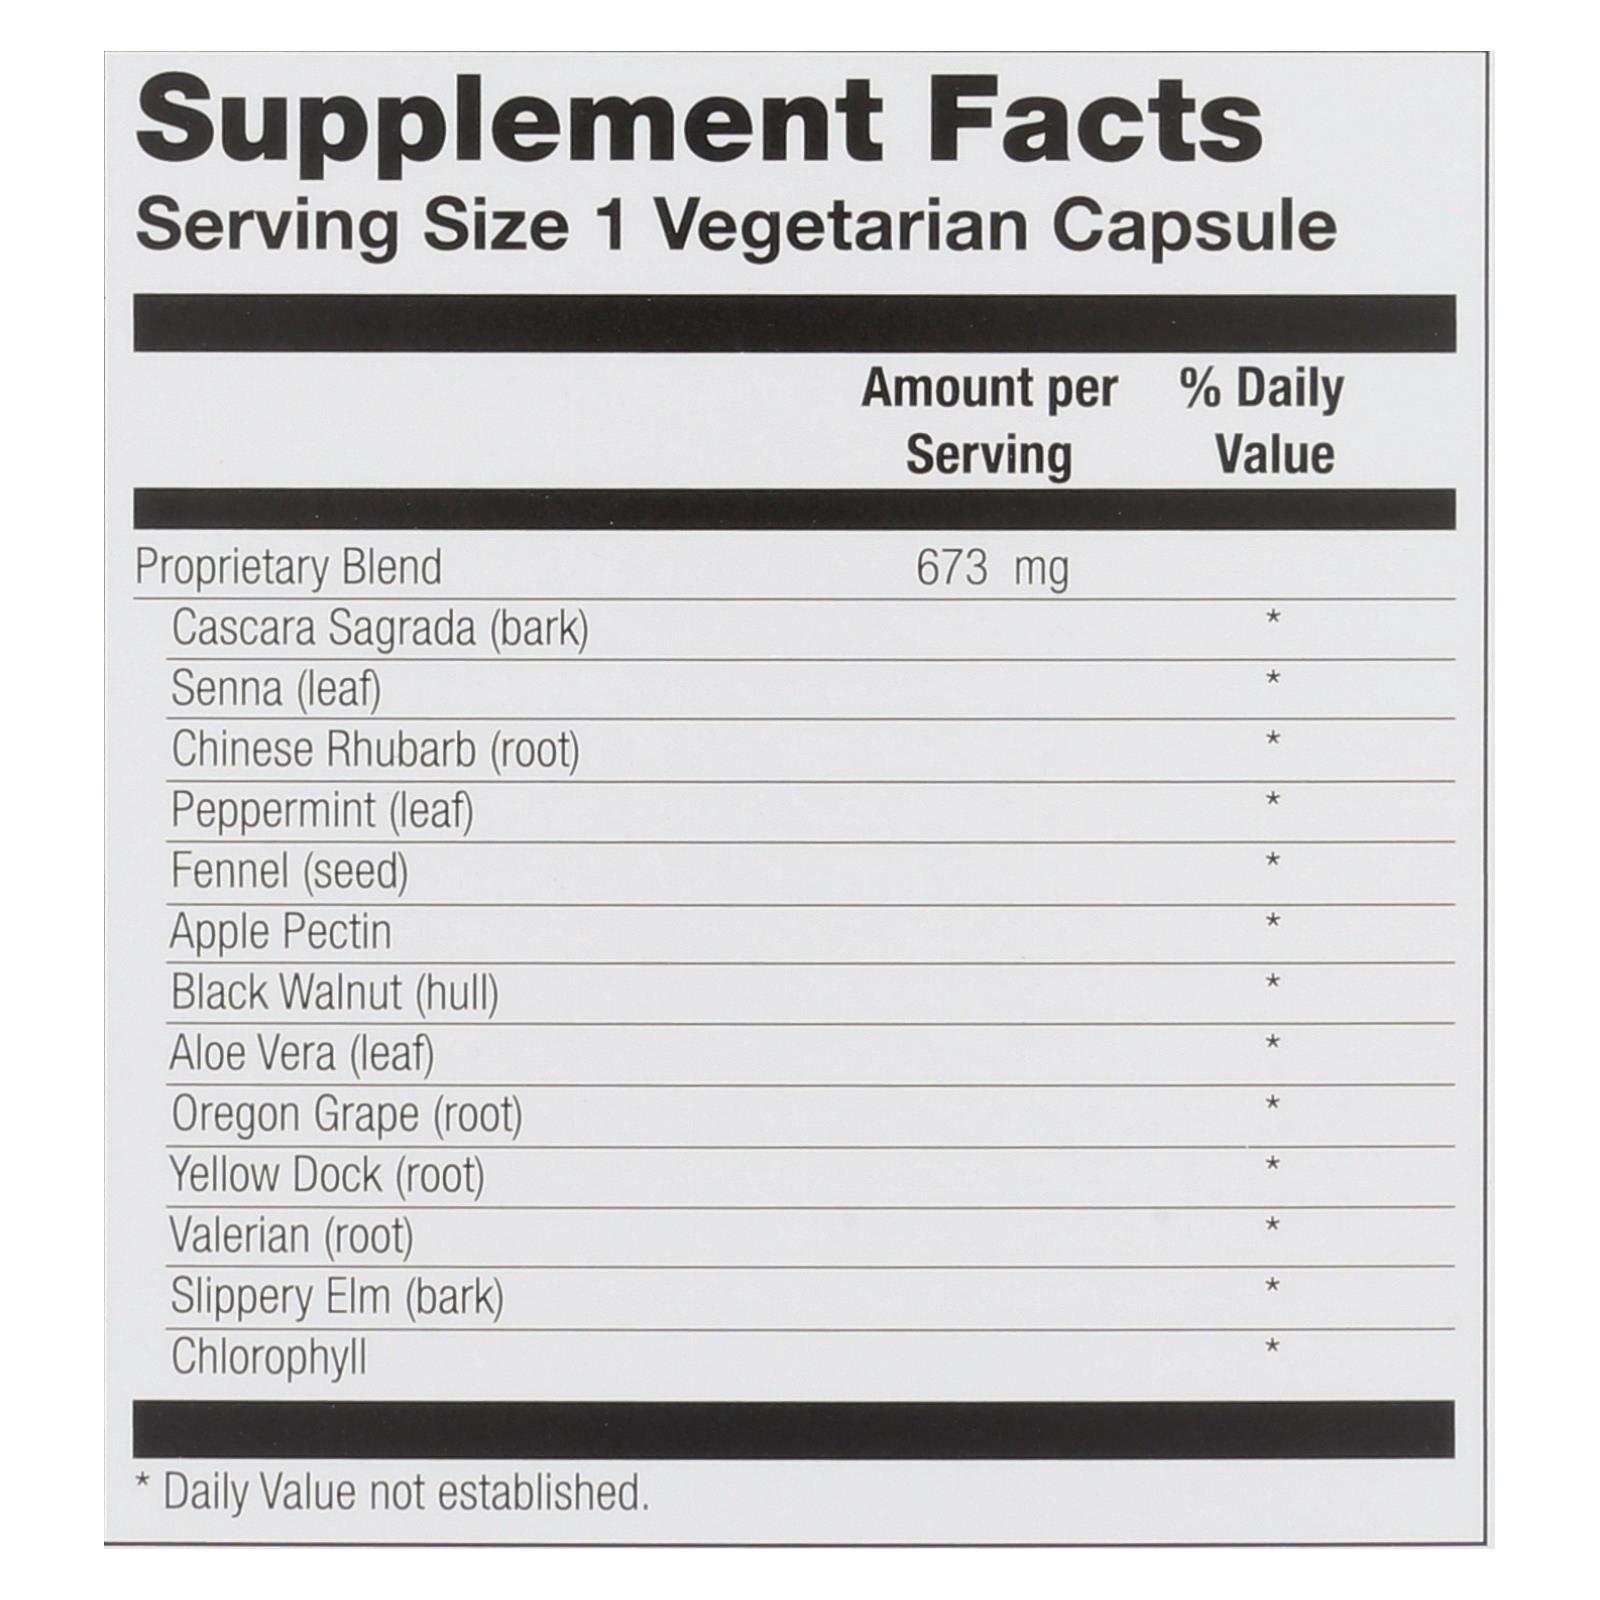 Supplement Facts
Serving Size 1 Vegetarian Capsule
Amount per % Daily
Serving Value
Proprietary Blend 673 mg
Cascara Sagrada (bark) *
Senna (leaf) *
Chinese Rhubarb (root) *
Peppermint (leaf) *
Fennel (seed) *
Apple Pectin *
Black Walnut (hull) *
Aloe Vera (leaf) *
Oregon Grape (root) *
Yellow Dock (root) *
Valerian (root) *
Slippery Elm (bark) *
Chlorophyll *
* Daily Value not established.